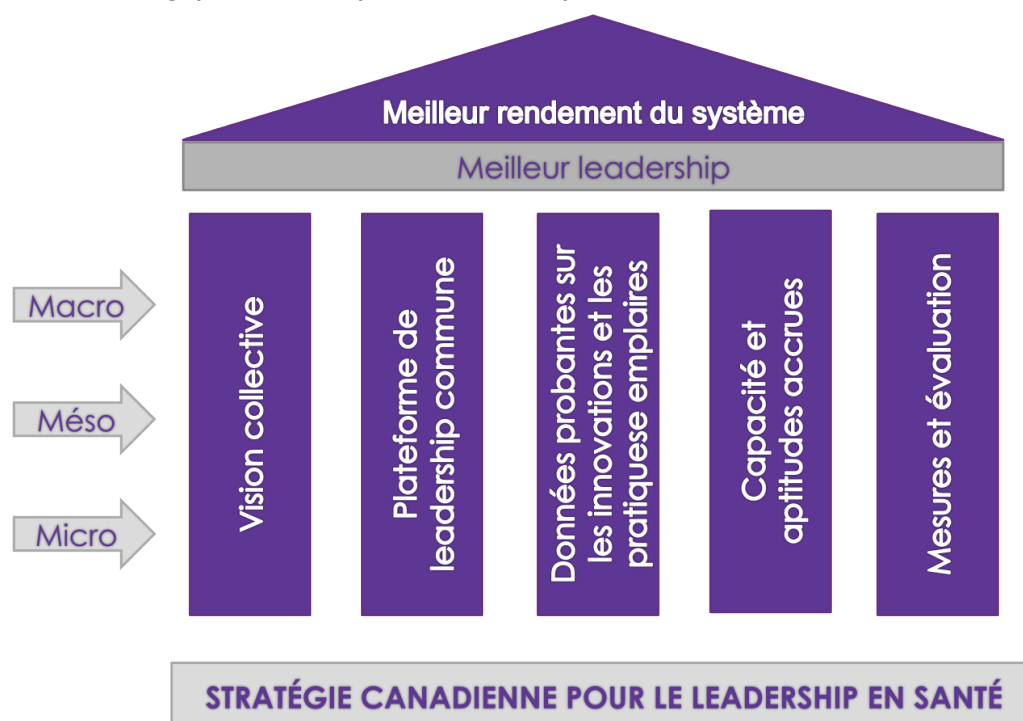 Meilleur rendement du système
Meilleur leadership
Macro
Méso
Micro
Vision collective
Plateforme de
leadership commune
Données probantes sur
les innovations et les
pratiquese emplaires
Capacité et
aptitudes accrues
Mesures et évaluation
STRATÉGIE CANADIENNE POUR LE LEADERSHIP EN SANTÉ